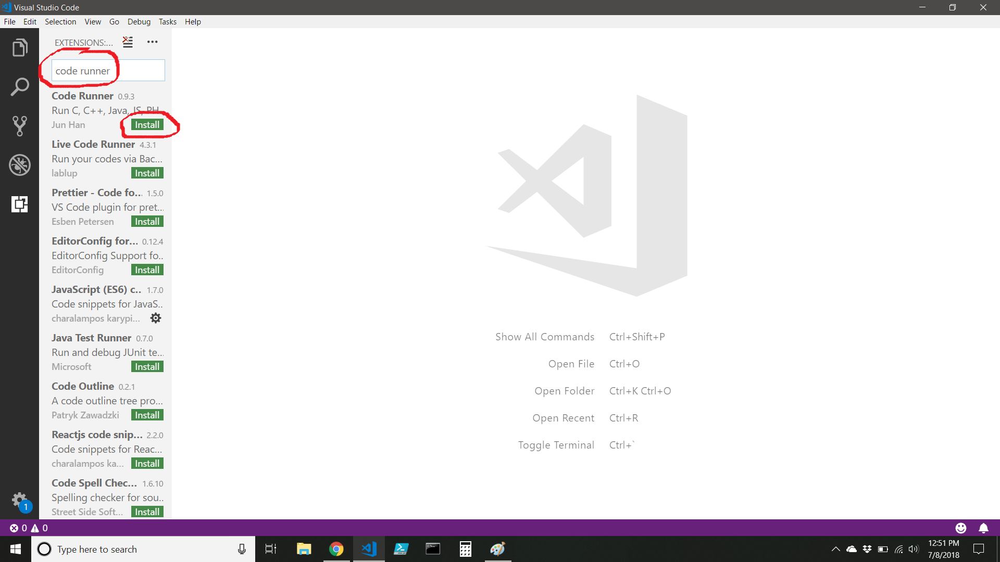 Visual Studio Code
File Edit Selection View Go Debug Tasks Help
EXTENSIONS:...
code runner
Code Runner 0.9.3
Run C, C++, Java, JS, PH
Jun Han Install
Live Code Runner 4.3.1
Run your codes via Bac...
lablup Install
Prettier - Code fo... 1.5.0
VS Code plugin for pret...
Esben Petersen Install
EditorConfig for... 0.12.4
EditorConfig Support fo..
EditorConfig Install
JavaScript (ES6) c.. 1.7.0
Code snippets for JavaS..
charalampos karypi...
Java Test Runner 0.7.0
Run and debug JUnit te...
Microsoft Install
Code Outline 0.2.1
A code outline tree pro...
Patryk Zawadzki Install
Reactjs code snip... 2.2.0
Code snippets for Reac...
charalampos ka... Install
Code Spell Chec... 1.6.10
Spelling checker for sou..
Street Side Soft... Install
Show All Commands Ctrl+Shift+P
Open File Ctrl+O
Open Folder Ctrl+K Ctrl+O
Open Recent Ctrl+R
Toggle Terminal Ctrl+`
1
0 0
Type here to search
12:51 PM
7/8/2018